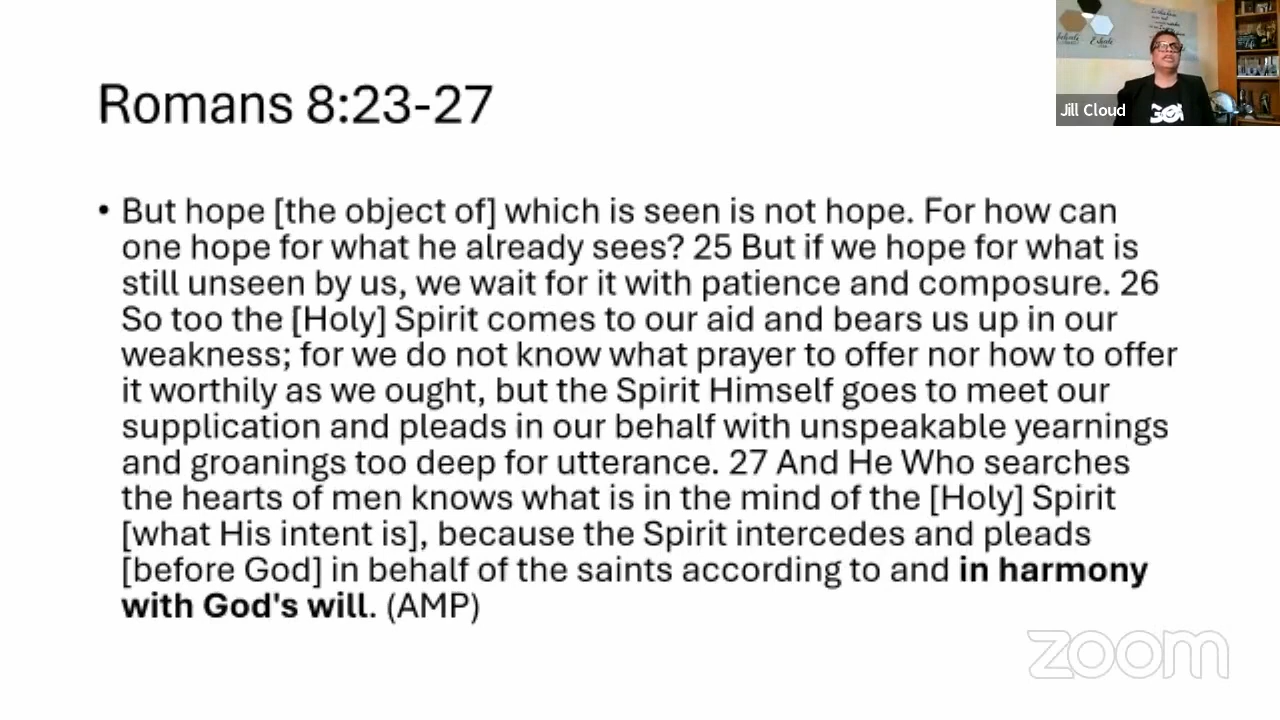 Romans 8:23-27
Jill Cloud
• But hope [the object of] which is seen is not hope. For how can
one hope for what he already sees? 25 But if we hope for what is
still unseen by us, we wait for it with patience and composure. 26
So too the [Holy] Spirit comes to our aid and bears us up in our
weakness; for we do not know what prayer to offer nor how to offer
it worthily as we ought, but the Spirit Himself goes to meet our
supplication and pleads in our behalf with unspeakable yearnings
and groanings too deep for utterance. 27 And He Who searches
the hearts of men knows what is in the mind of the [Holy] Spirit
[what His intent is], because the Spirit intercedes and pleads
[before God] in behalf of the saints according to and in harmony
with God's will. (AMP)
zoom